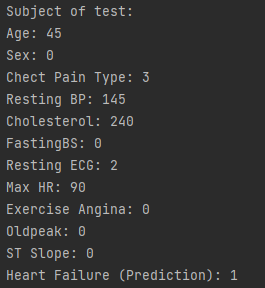 Subject of test:
Age: 45
Sex: 0
Chect Pain Type: 3
Resting BP: 145
Cholesterol: 240
FastingBS: 0
Resting ECG: 2
Max HR: 90
Exercise Angina: 0
Oldpeak: 0
ST Slope: 0
Heart Failure (Prediction): 1